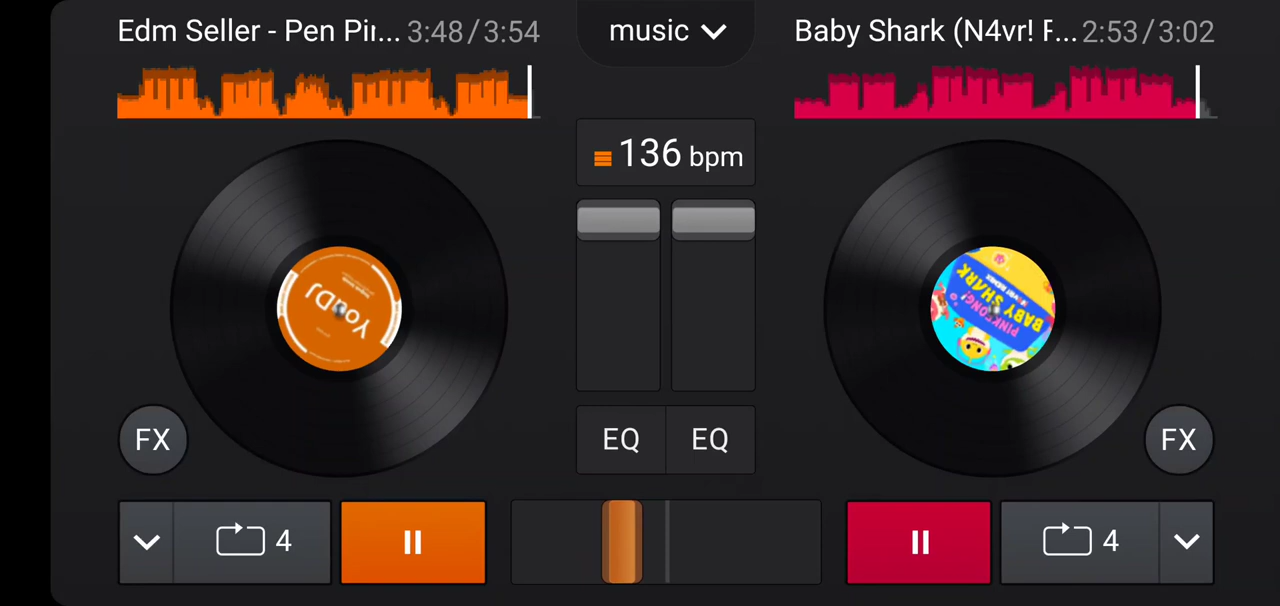 Edm Seller - Pen Pir... 3:48/3:54
music
Baby Shark (N4vr! F... 2:53/3:02
136 bpm
YouDJ
PINKFONG!
BABY SHARK
FX
EQ
EQ
FX
4
4